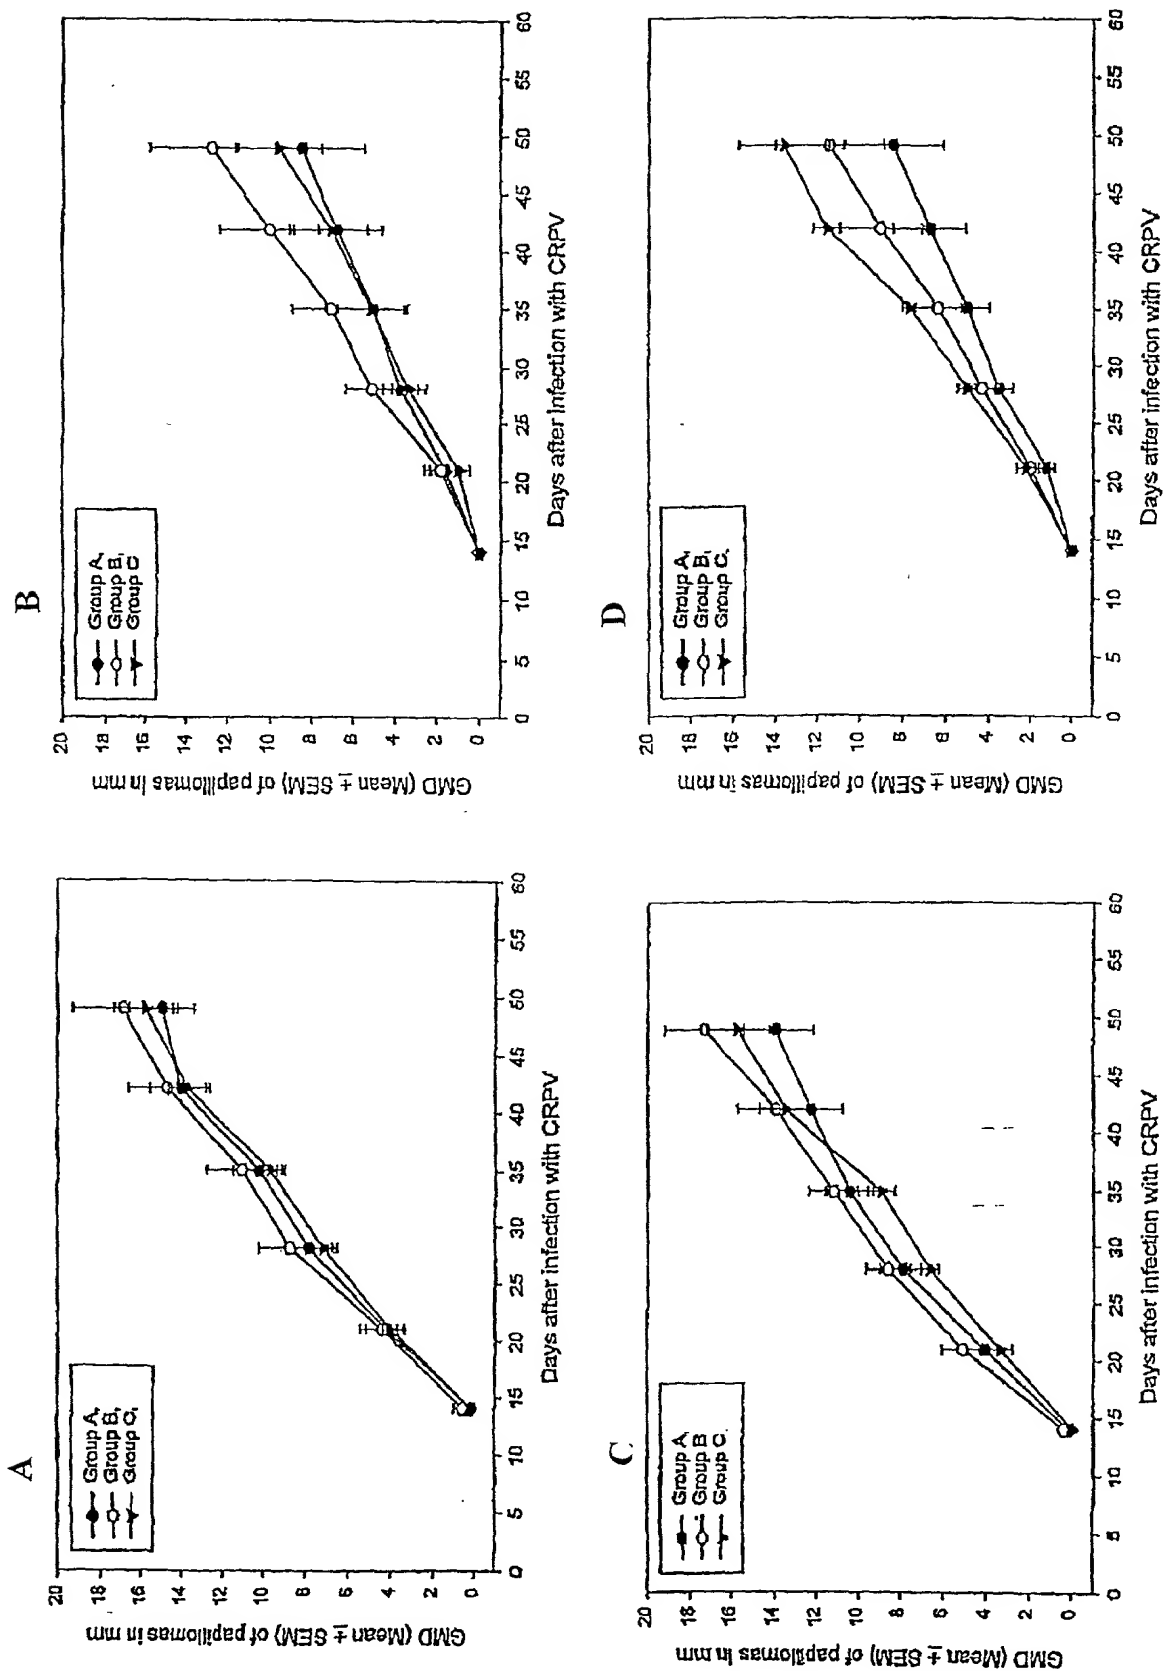 A
GMD (Mean ± SEM) of papillomas in mm
20
18
16
14
12
10
8
6
4
2
0
Group A,
Group B,
Group C,
0 5 10 15 20 25 30 35 40 45 50 55 60
Days after infection with CRPV
B
GMD (Mean ± SEM) of papillomas in mm
20
18
16
14
12
10
8
6
4
2
0
Group A,
Group B,
Group C
0 5 10 15 20 25 30 35 40 45 50 55 60
Days after infection with CRPV
C
GMD (Mean ± SEM) of papillomas in mm
20
18
16
14
12
10
8
6
4
2
0
Group A,
Group B
Group C,
0 5 10 15 20 25 30 35 40 45 50 55 60
Days after infection with CRPV
D
GMD (Mean ± SEM) of papillomas in mm
20
18
16
14
12
10
8
6
4
2
0
Group A,
Group B,
Group C,
0 5 10 15 20 25 30 35 40 45 50 55 60
Days after infection with CRPV